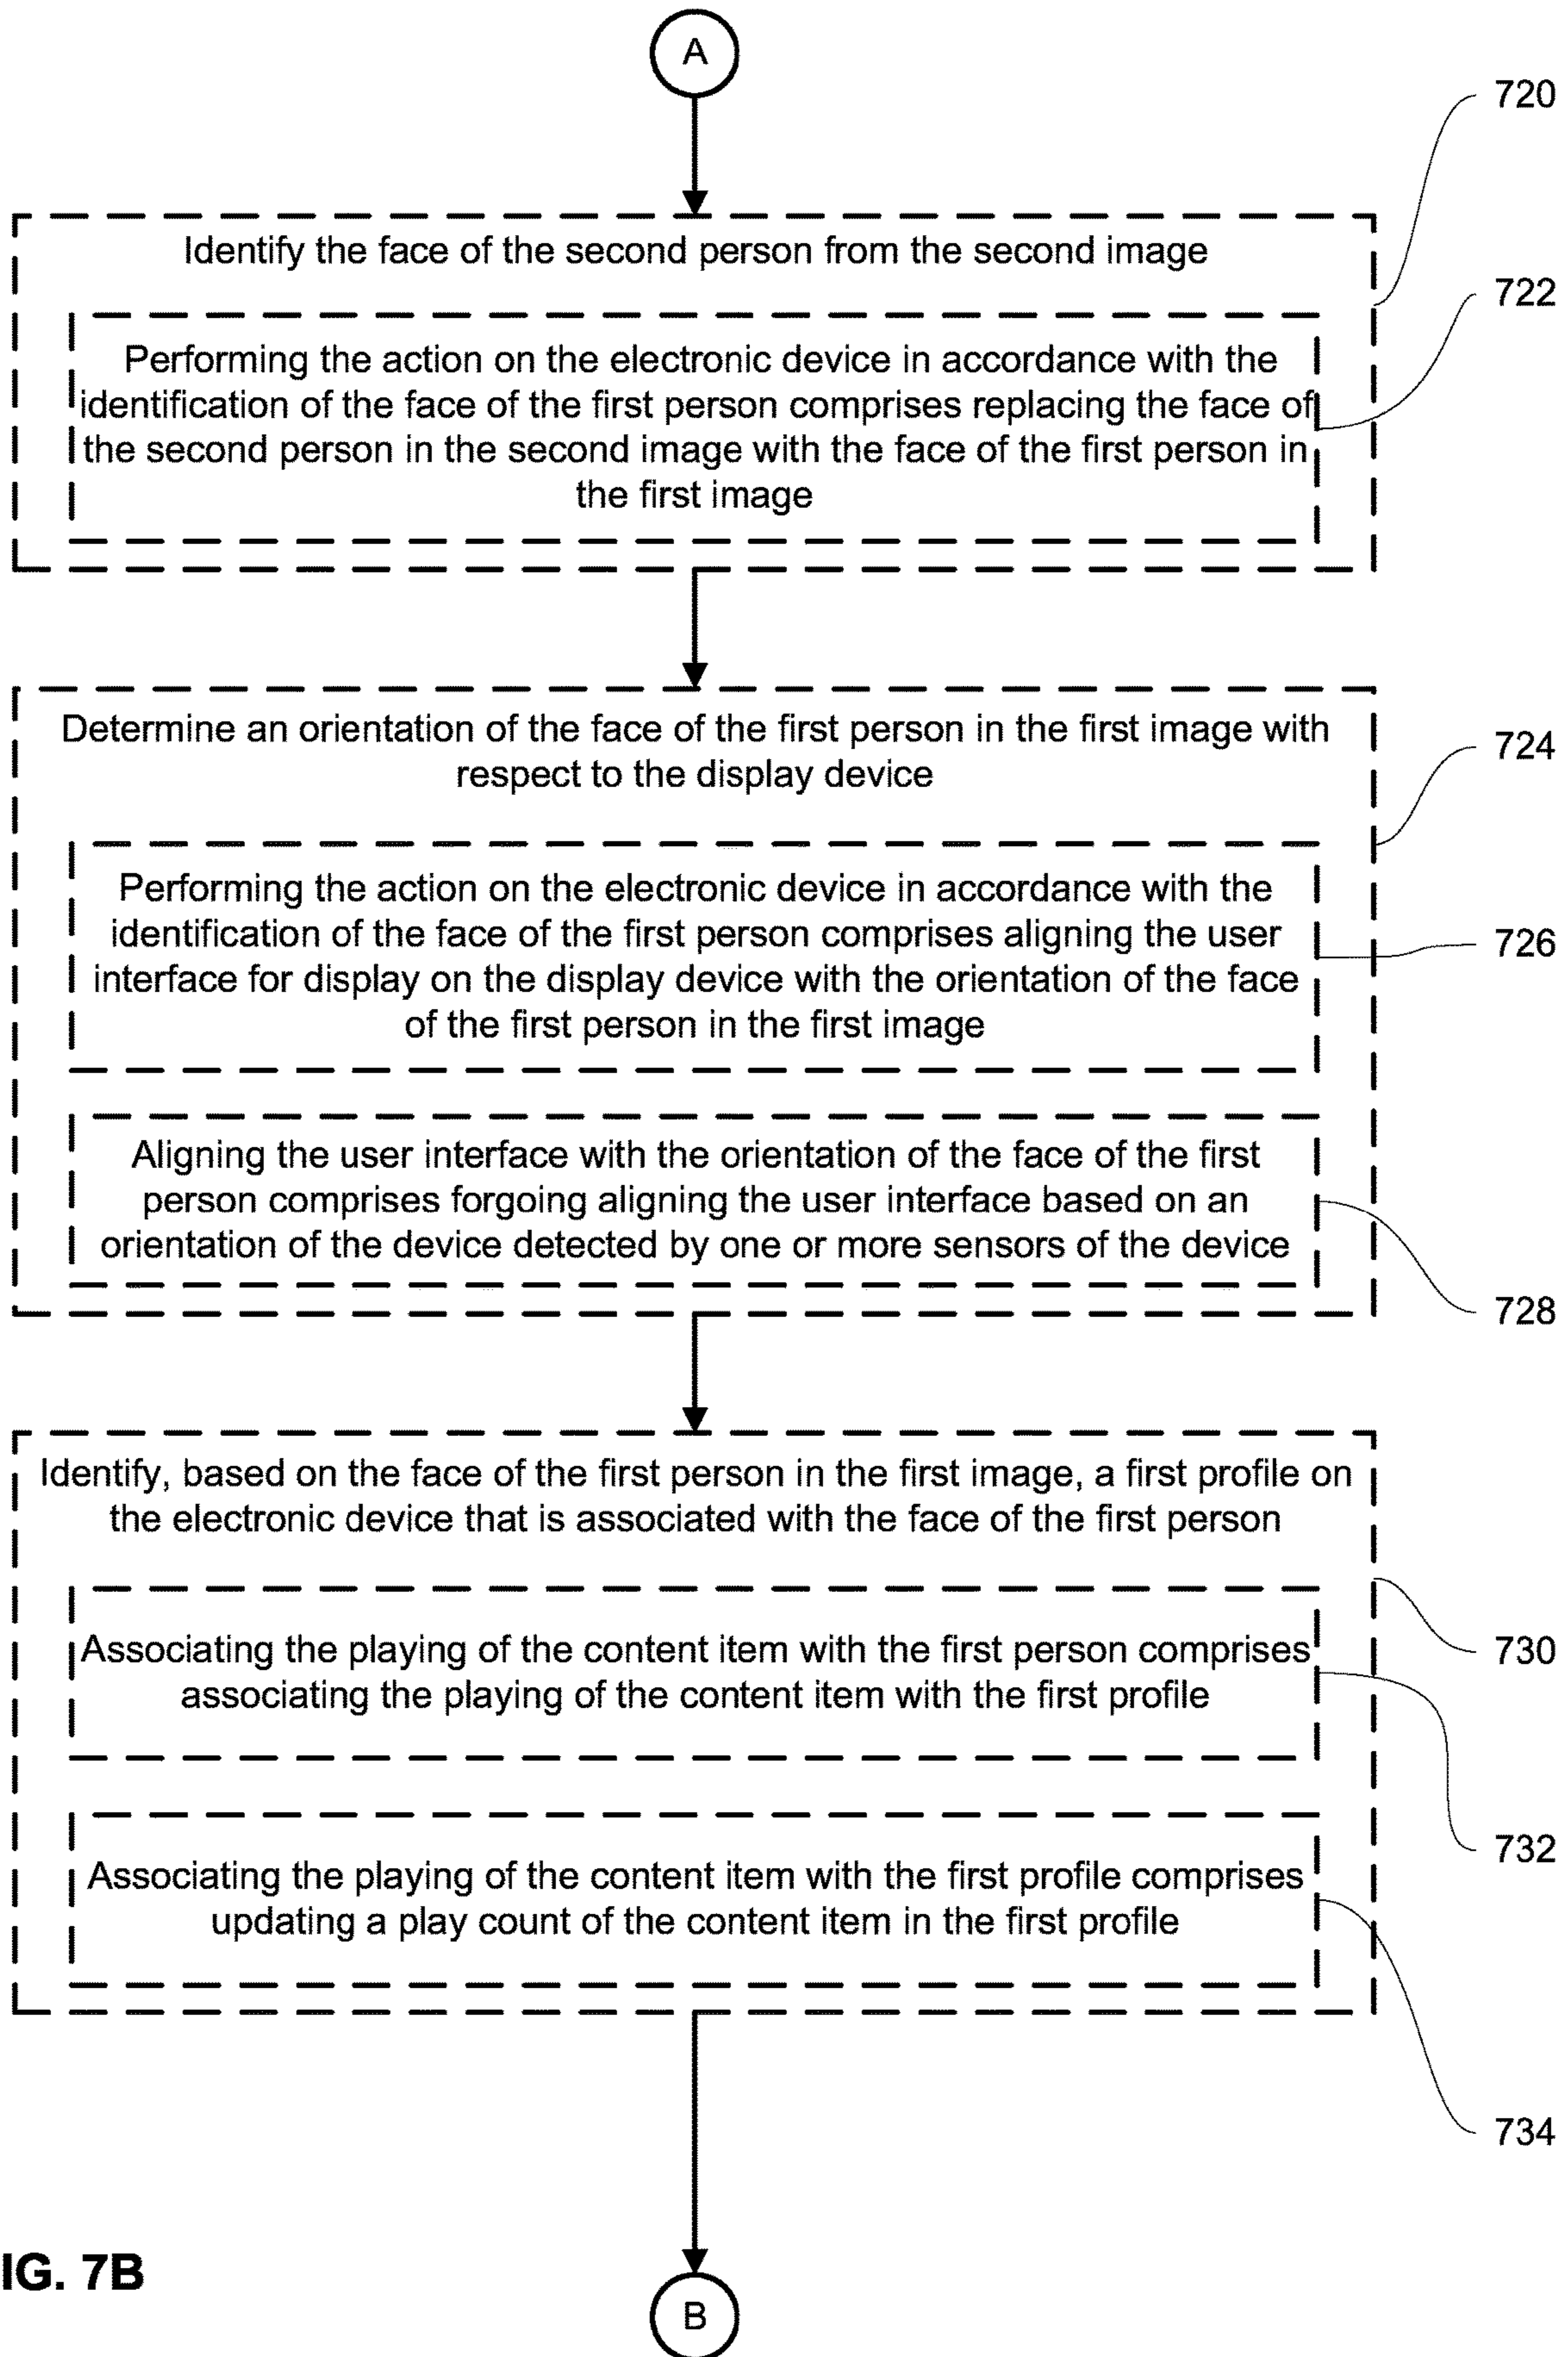 A
720
Identify the face of the second person from the second image
722
Performing the action on the electronic device in accordance with the
identification of the face of the first person comprises replacing the face of
the second person in the second image with the face of the first person in
the first image
Determine an orientation of the face of the first person in the first image with
respect to the display device
724
Performing the action on the electronic device in accordance with the
identification of the face of the first person comprises aligning the user
interface for display on the display device with the orientation of the face
of the first person in the first image
726
Aligning the user interface with the orientation of the face of the first
person comprises forgoing aligning the user interface based on an
orientation of the device detected by one or more sensors of the device
728
Identify, based on the face of the first person in the first image, a first profile on
the electronic device that is associated with the face of the first person
730
Associating the playing of the content item with the first person comprises
associating the playing of the content item with the first profile
732
Associating the playing of the content item with the first profile comprises
updating a play count of the content item in the first profile
734
IG. 7B
B